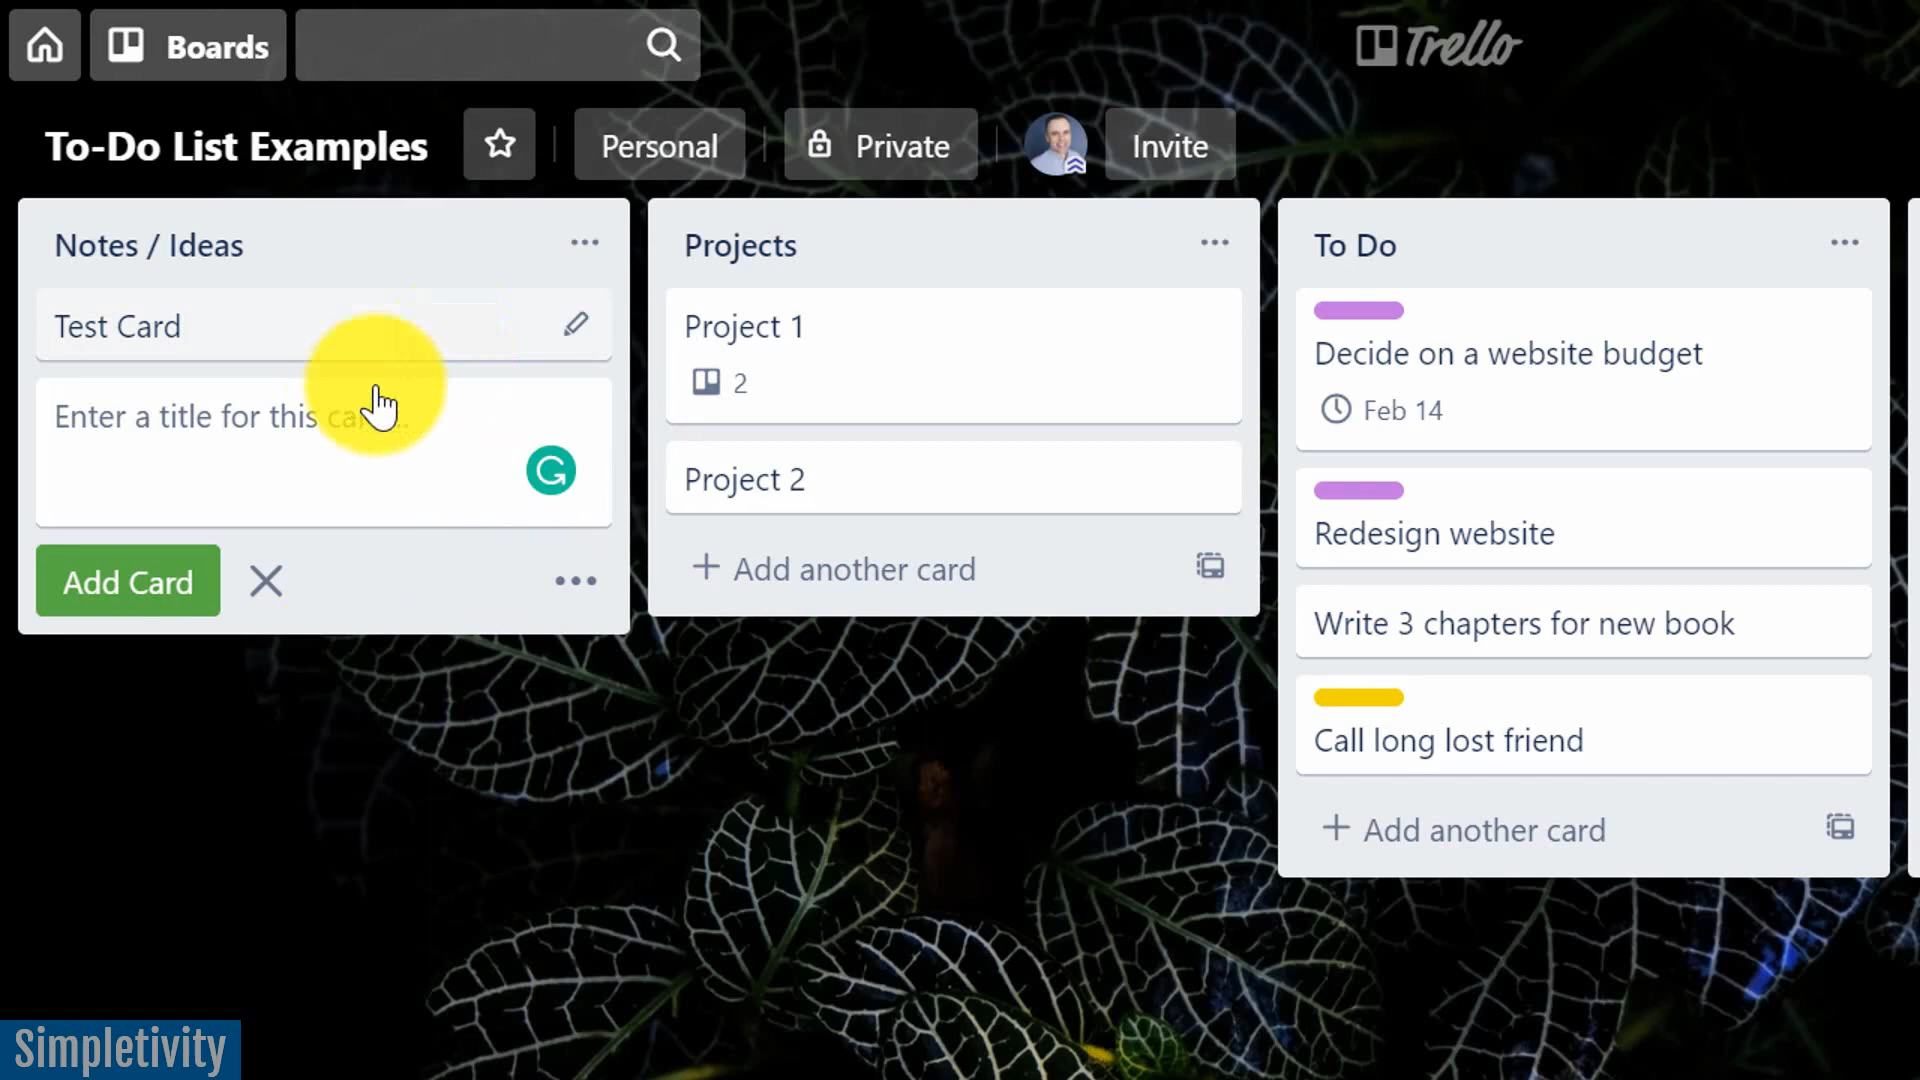 Boards
Trello
To-Do List Examples
Personal
Private
Invite
Notes / Ideas
Test Card
Enter a title for this card...
Add Card
Projects
Project 1
2
Project 2
Add another card
To Do
Decide on a website budget
Feb 14
Redesign website
Write 3 chapters for new book
Call long lost friend
Add another card
Simpletivity